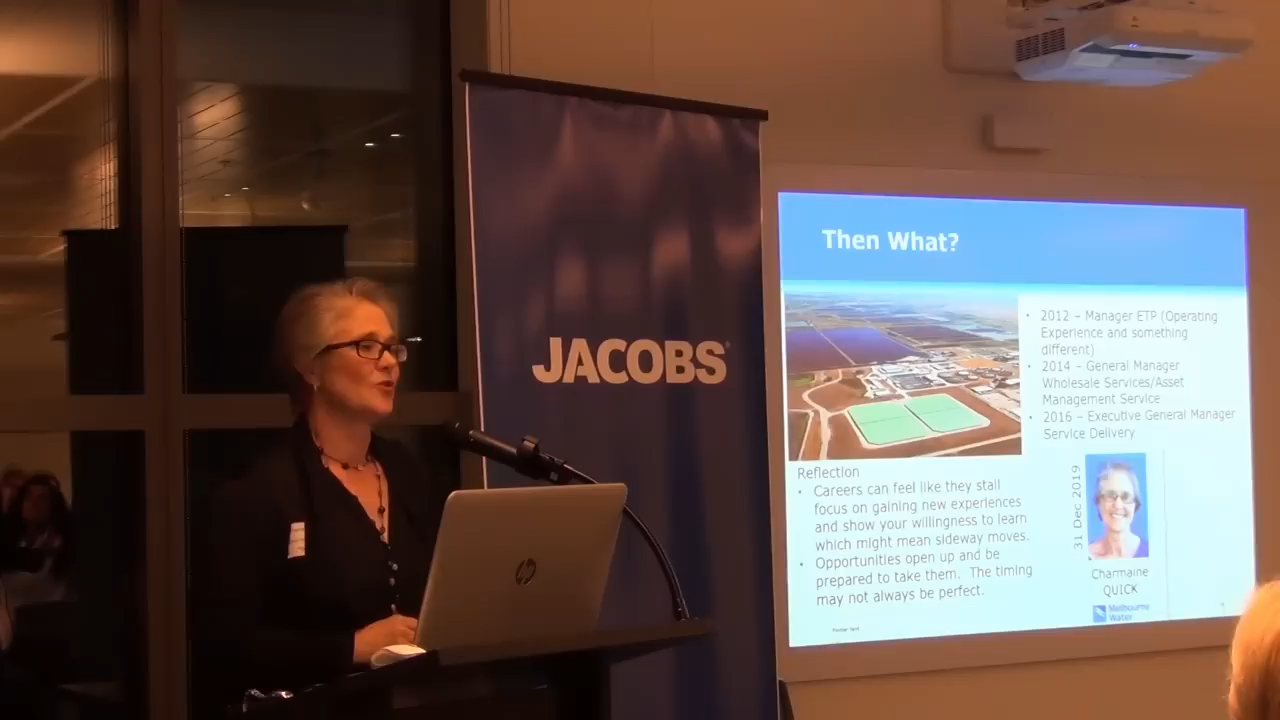 JACOBS
Then What?
• 2012 – Manager ETP (Operating
Experience and something
different)
• 2014 – General Manager
Wholesale Services/Asset
Management Service
• 2016 – Executive General Manager
Service Delivery
Reflection
• Careers can feel like they stall
focus on gaining new experiences
and show your willingness to learn
which might mean sideway moves.
• Opportunities open up and be
prepared to take them. The timing
may not always be perfect.
31 Dec 2019
Charmaine
QUICK
Melbourne
Water
hp